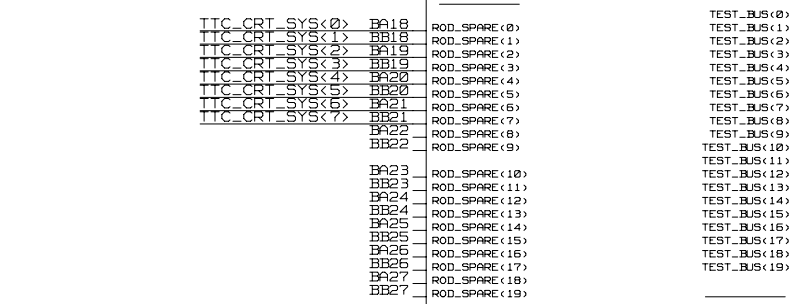 TTC_CRT_SYS<0> BA18 ROD_SPARE<0> TEST_BUS<0>
TTC_CRT_SYS<1> BB18 ROD_SPARE<1> TEST_BUS<1>
TTC_CRT_SYS<2> BA19 ROD_SPARE<2> TEST_BUS<2>
TTC_CRT_SYS<3> BB19 ROD_SPARE<3> TEST_BUS<3>
TTC_CRT_SYS<4> BA20 ROD_SPARE<4> TEST_BUS<4>
TTC_CRT_SYS<5> BB20 ROD_SPARE<5> TEST_BUS<5>
TTC_CRT_SYS<6> BA21 ROD_SPARE<6> TEST_BUS<6>
TTC_CRT_SYS<7> BB21 ROD_SPARE<7> TEST_BUS<7>
BA22 ROD_SPARE<8> TEST_BUS<8>
BB22 ROD_SPARE<9> TEST_BUS<9>
TEST_BUS<10>
TEST_BUS<11>
BA23 ROD_SPARE<10> TEST_BUS<12>
BB23 ROD_SPARE<11> TEST_BUS<13>
BA24 ROD_SPARE<12> TEST_BUS<14>
BB24 ROD_SPARE<13> TEST_BUS<15>
BA25 ROD_SPARE<14> TEST_BUS<16>
BB25 ROD_SPARE<15> TEST_BUS<17>
BA26 ROD_SPARE<16> TEST_BUS<18>
BB26 ROD_SPARE<17> TEST_BUS<19>
BA27 ROD_SPARE<18>
BB27 ROD_SPARE<19>